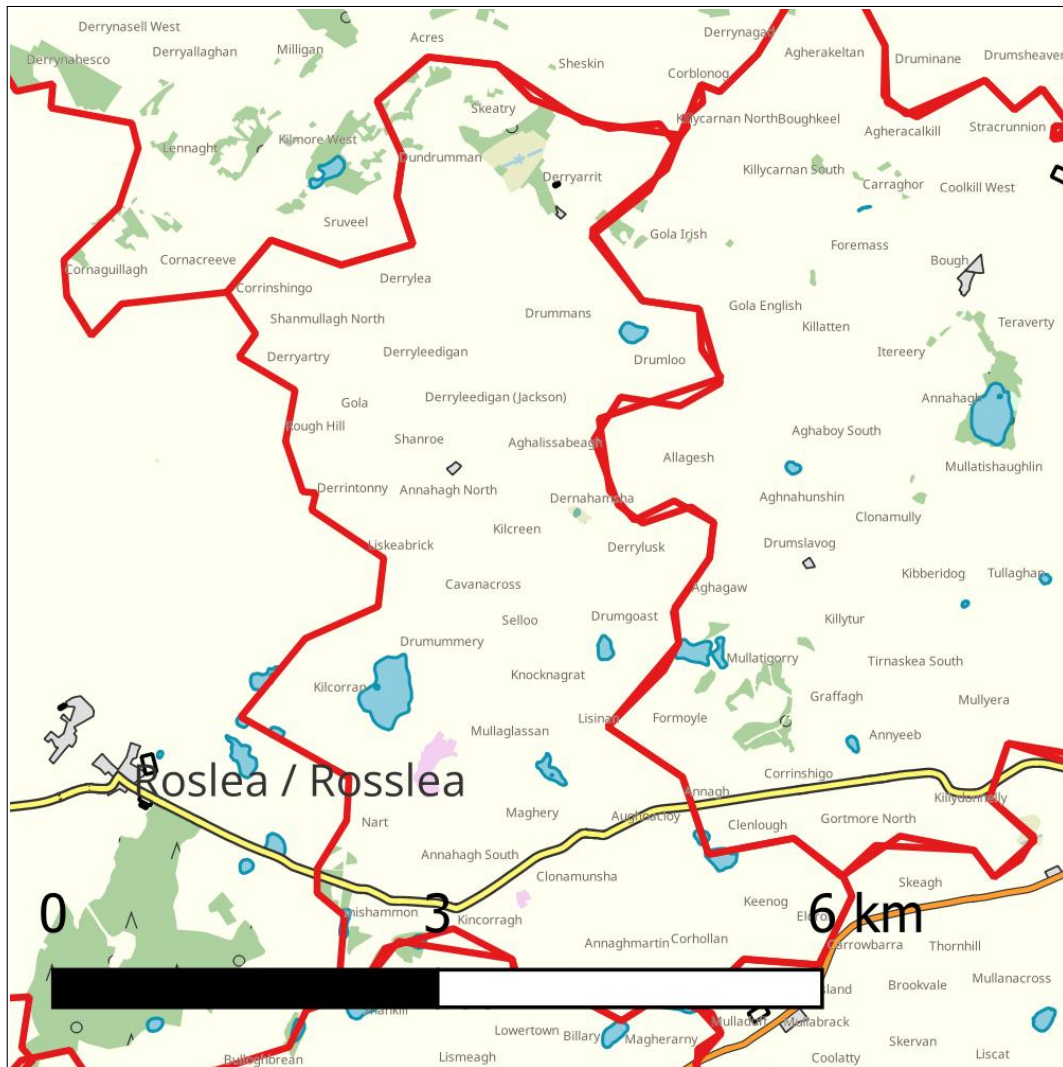 Derrynasell West
Acres
Derrynagad
Derrynahesco
Derryallaghan
Milligan
Sheskin
Agherakeltan
Druminane
Drumsheaver
Corblonog
Skeatry
Killycarnan North
Boughkeel
Agheracalkill
Stracrunnion
Lennaght
Kilmore West
Dundrumman
Derryarrit
Killycarnan South
Carraghor
Coolkill West
Sruveel
Gola Irish
Foremass
Cornaguillagh
Cornacreeve
Bough
Corrinshingo
Derrylea
Shanmullagh North
Drummans
Gola English
Killatten
Teraverty
Derryartry
Derryleedigan
Drumloo
Itereery
Gola
Derryleedigan (Jackson)
Annahagh
Rough Hill
Shanroe
Aghalissabeagh
Aghaboy South
Allagesh
Mullatishaughlin
Derrintonny
Annahagh North
Dernahamsha
Aghnahunshin
Clonamully
Kilcreen
Liskeabrick
Derrylusk
Drumslavog
Cavanacross
Aghagaw
Kibberidog
Tullaghan
Selloo
Drumgoast
Killytur
Drumummery
Mullatigorry
Tirnaskea South
Kilcorran
Knocknagrat
Graffagh
Mullyera
Mullaglassan
Lisinan
Formoyle
Annyeeb
Roslea / Rosslea
Corrinshigo
Annagh
Killydonnelly
Nart
Maghery
Aughnacloy
Clenlough
Gortmore North
Annahagh South
Clonamunsha
Skeagh
Inishammon
Kincorragh
Keenog
0
3
6 km
Annaghmartin
Corhollan
Carrowbarra
Thornhill
Brookvale
Mullanacross
Lowertown
Billary
Magherarny
Mulladuff
Mullabrack
Skervan
Bulloghbrean
Lismeagh
Coolatty
Liscat